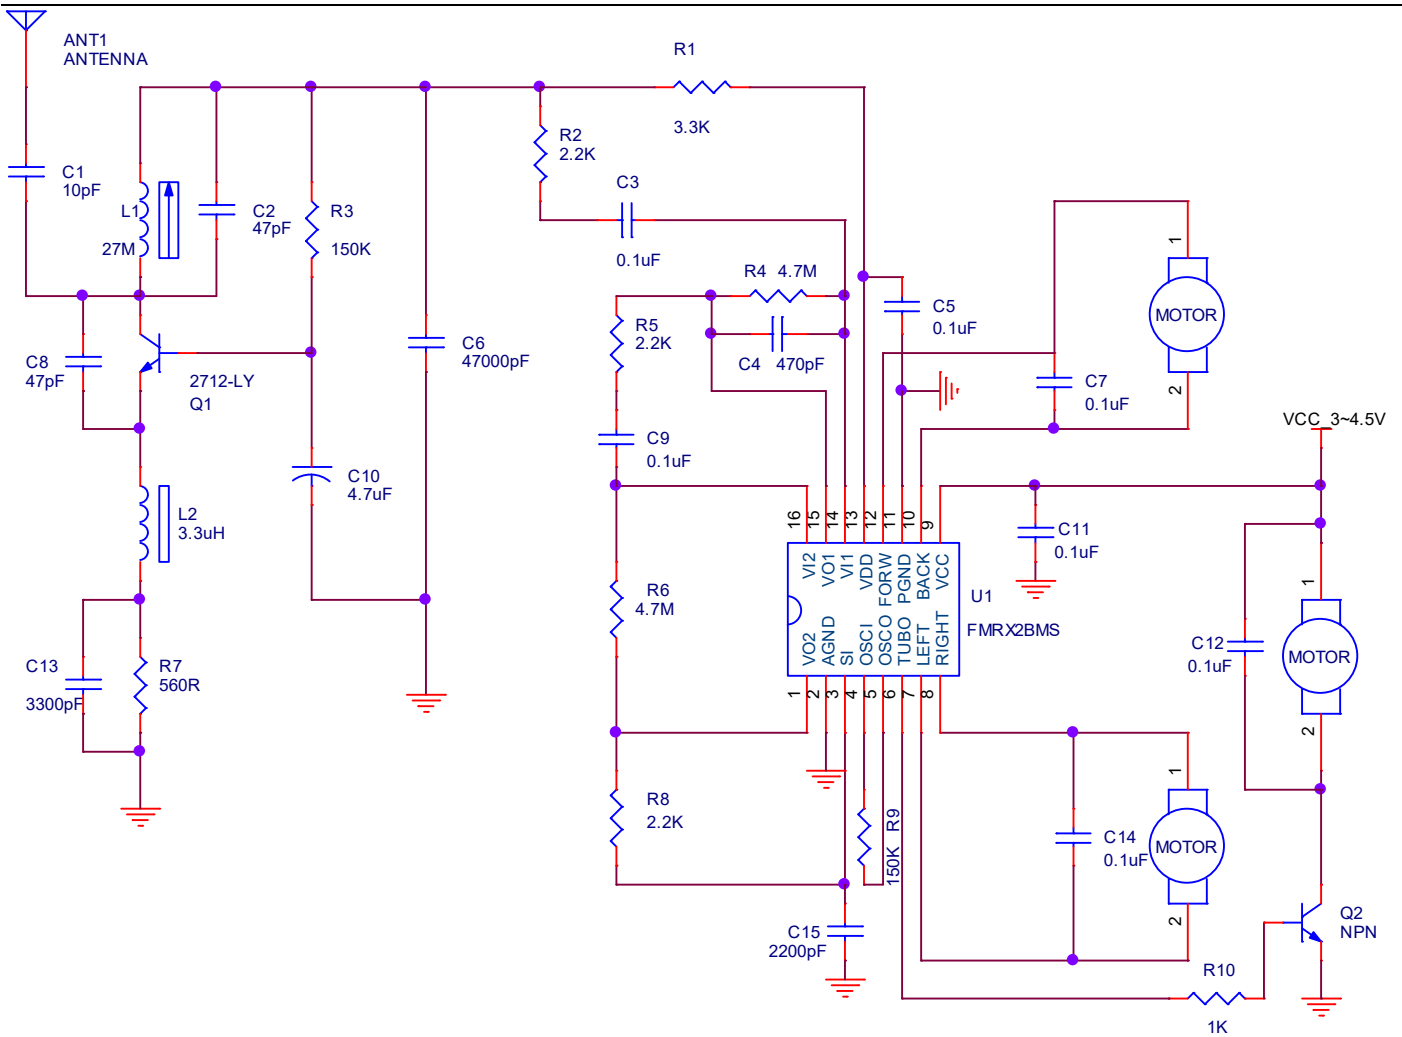 ANT1
ANTENNA
R1
3.3K
R2
2.2K
C1
10pF
C3
0.1uF
L1
27M
C2
47pF
R3
150K
R4 4.7M
C4 470pF
R5
2.2K
C5
0.1uF
1
MOTOR
2
C6
47000pF
C8
47pF
2712-LY
Q1
C7
0.1uF
VCC_3~4.5V
C9
0.1uF
C10
4.7uF
L2
3.3uH
16 15 14 13 12 11 10 9
C11
0.1uF
VI2 VO1 VI1 VDD FORW PGND BACK VCC
U1
FMRX2BMS
VO2 AGND SI OSCI OSCO TUBO LEFT RIGHT
1 2 3 4 5 6 7 8
R6
4.7M
C12
0.1uF
1
MOTOR
2
C13
3300pF
R7
560R
R8
2.2K
150K R9
C14
0.1uF
1
MOTOR
2
C15
2200pF
Q2
NPN
R10
1K